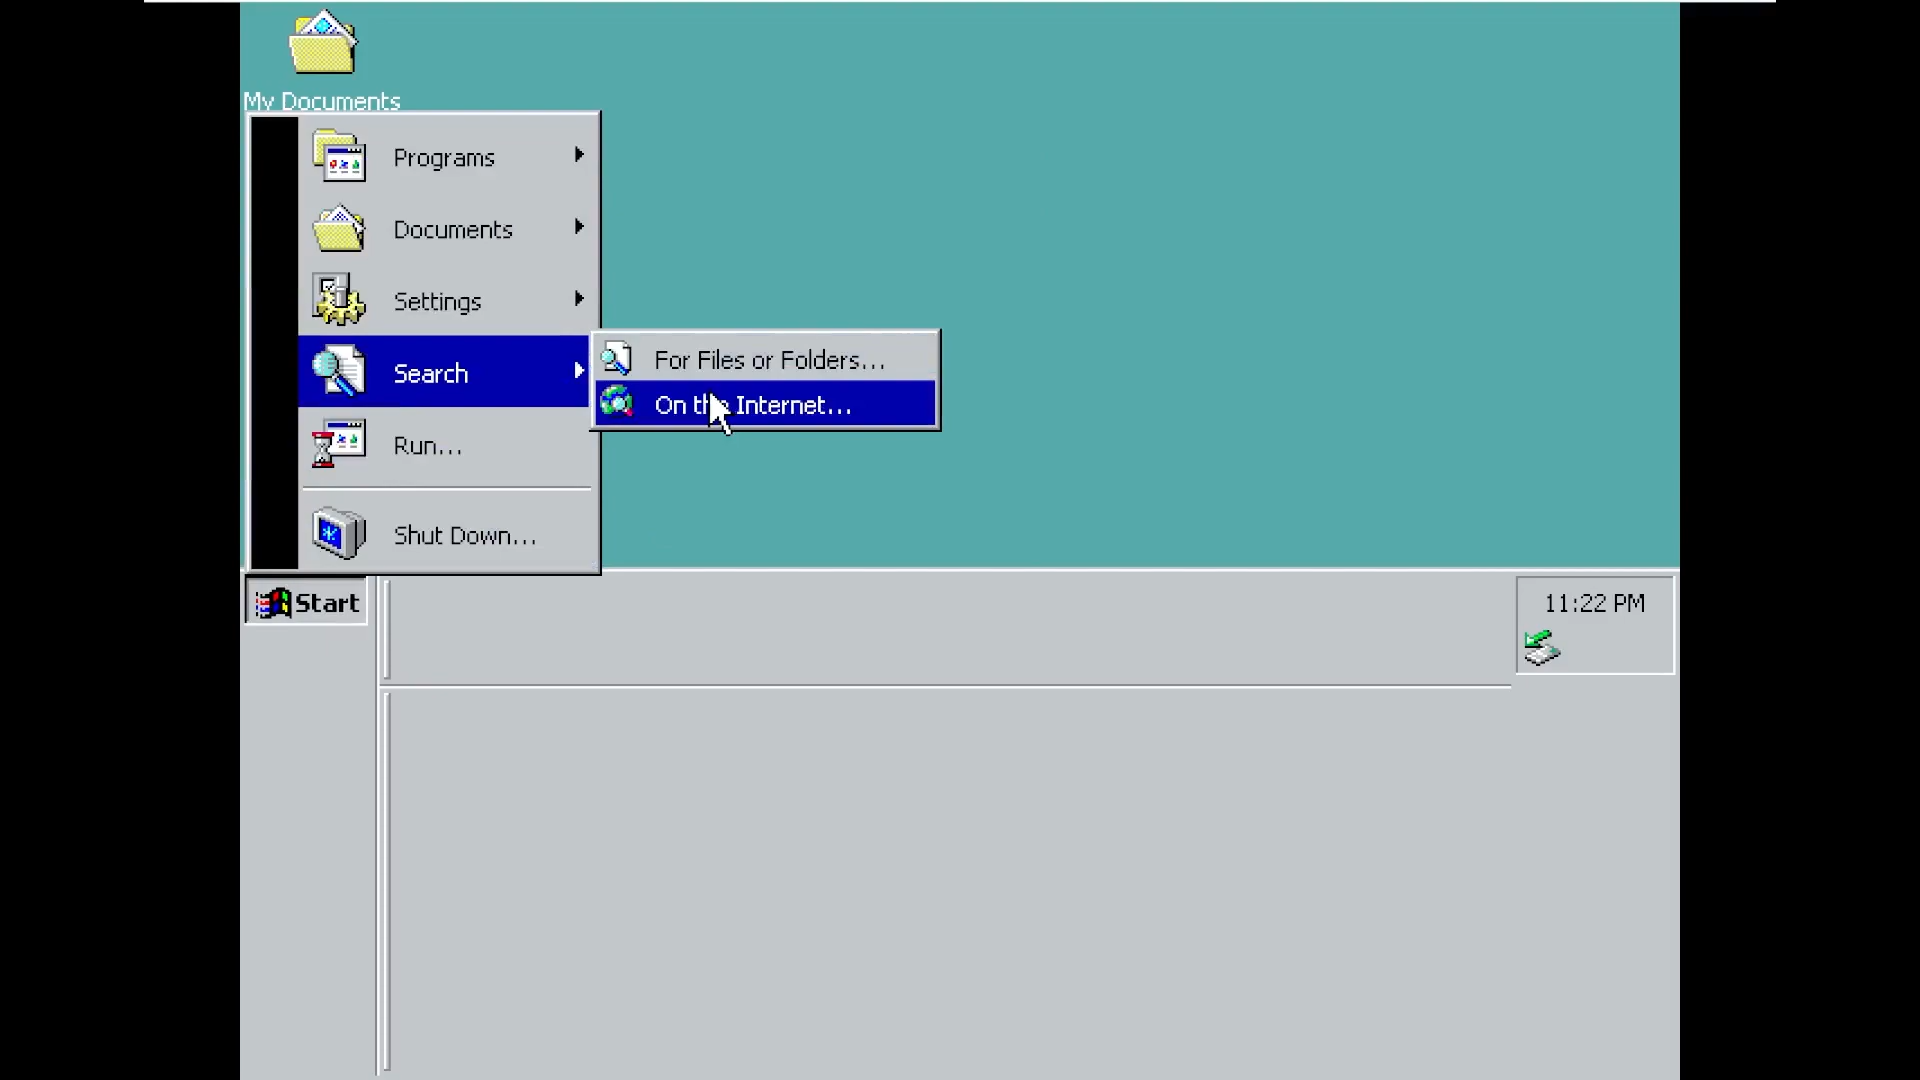 My Documents
Programs
Documents
Settings
Search
For Files or Folders...
On the Internet...
Run...
Shut Down...
Start
11:22 PM